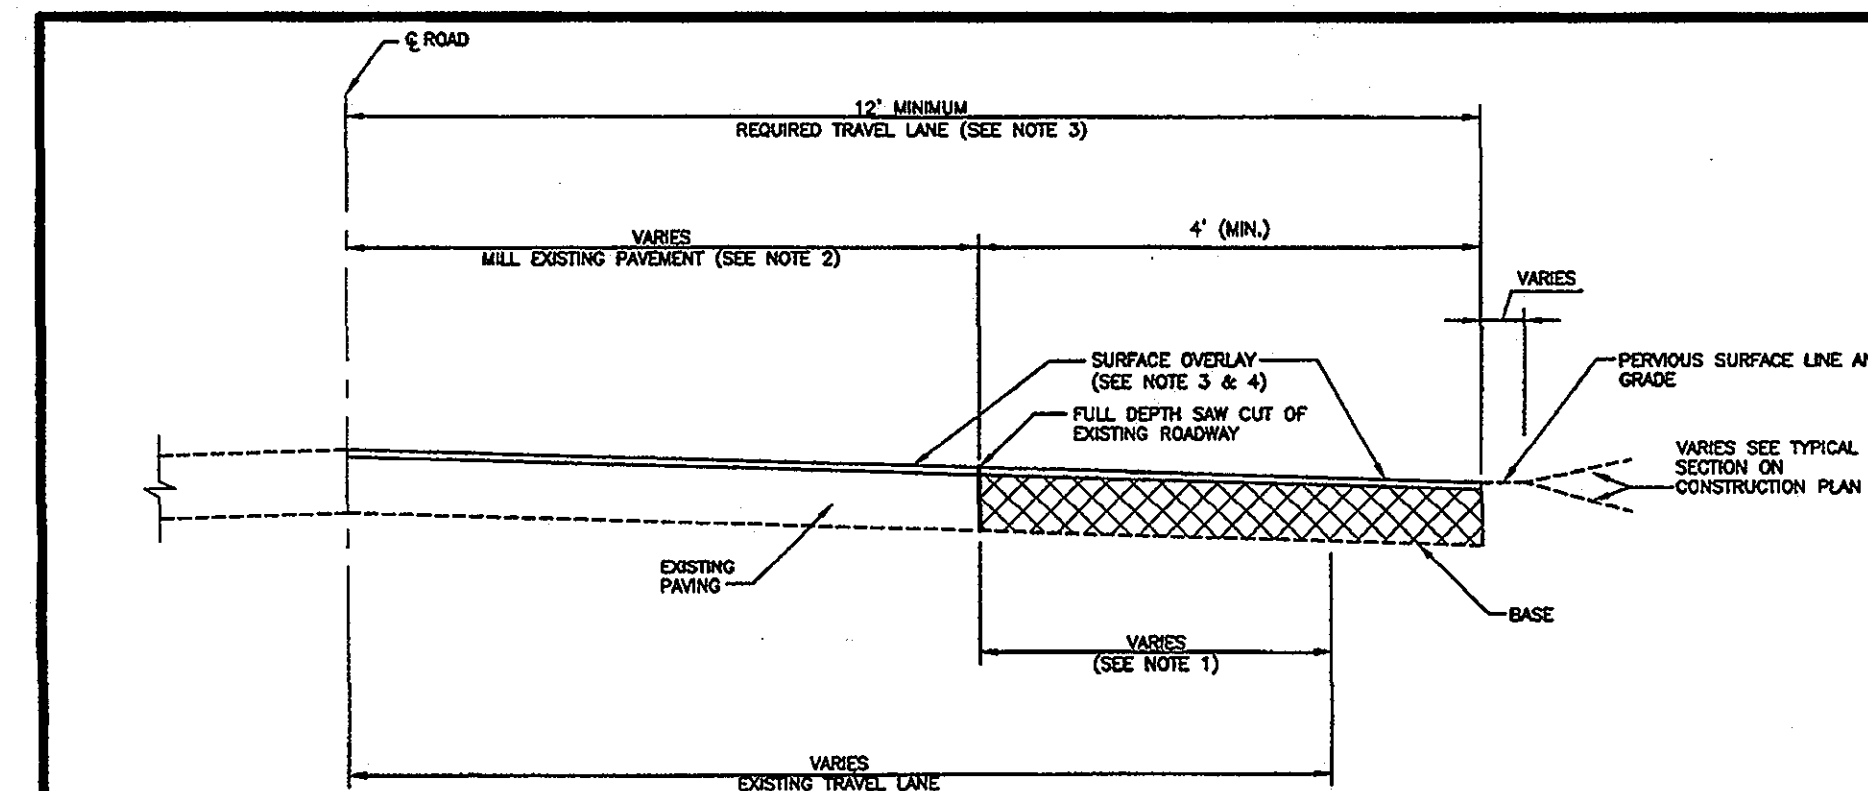 ℄ ROAD
12' MINIMUM
REQUIRED TRAVEL LANE (SEE NOTE 3)
VARIES
MILL EXISTING PAVEMENT (SEE NOTE 2)
4' (MIN.)
VARIES
SURFACE OVERLAY
(SEE NOTE 3 & 4)
PERVIOUS SURFACE LINE AN
GRADE
FULL DEPTH SAW CUT OF
EXISTING ROADWAY
VARIES SEE TYPICAL
SECTION ON
CONSTRUCTION PLAN
EXISTING
PAVING
BASE
VARIES
(SEE NOTE 1)
VARIES
EXISTING TRAVEL LANE